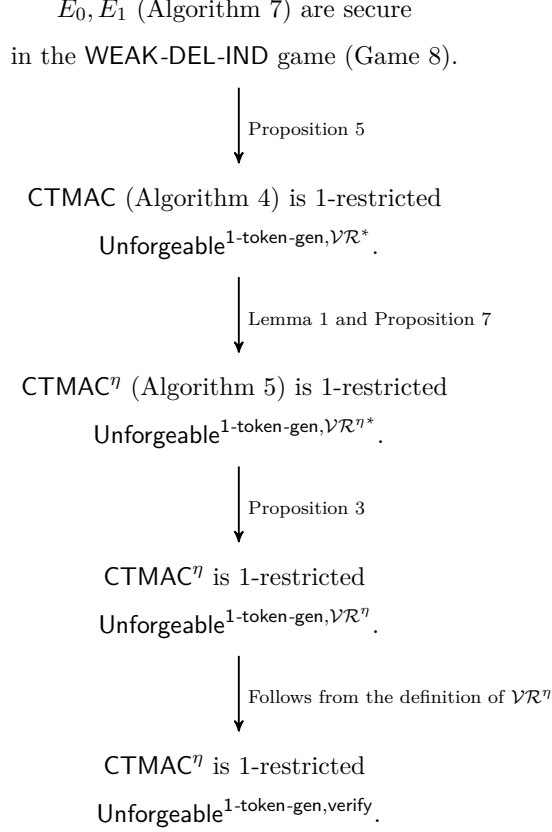 E₀, E₁ (Algorithm 7) are secure
in the WEAK-DEL-IND game (Game 8).
Proposition 5
CTMAC (Algorithm 4) is 1-restricted
Unforgeable^{1-token-gen,𝒱ℛ*}.
Lemma 1 and Proposition 7
CTMAC^η (Algorithm 5) is 1-restricted
Unforgeable^{1-token-gen,𝒱ℛ^{η*}}.
Proposition 3
CTMAC^η is 1-restricted
Unforgeable^{1-token-gen,𝒱ℛ^η}.
Follows from the definition of 𝒱ℛ^η
CTMAC^η is 1-restricted
Unforgeable^{1-token-gen,verify}.